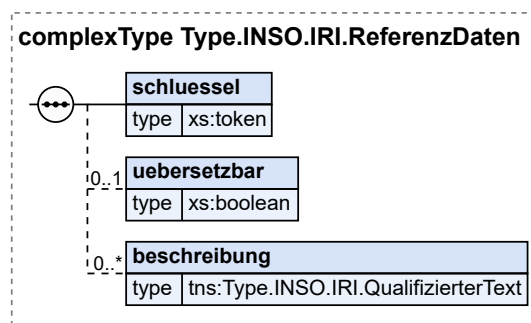 complexType Type.INSO.IRI.ReferenzDaten
schluessel
type xs:token
0..1 uebersetzbar
type xs:boolean
0..* beschreibung
type tns:Type.INSO.IRI.QualifizierterText